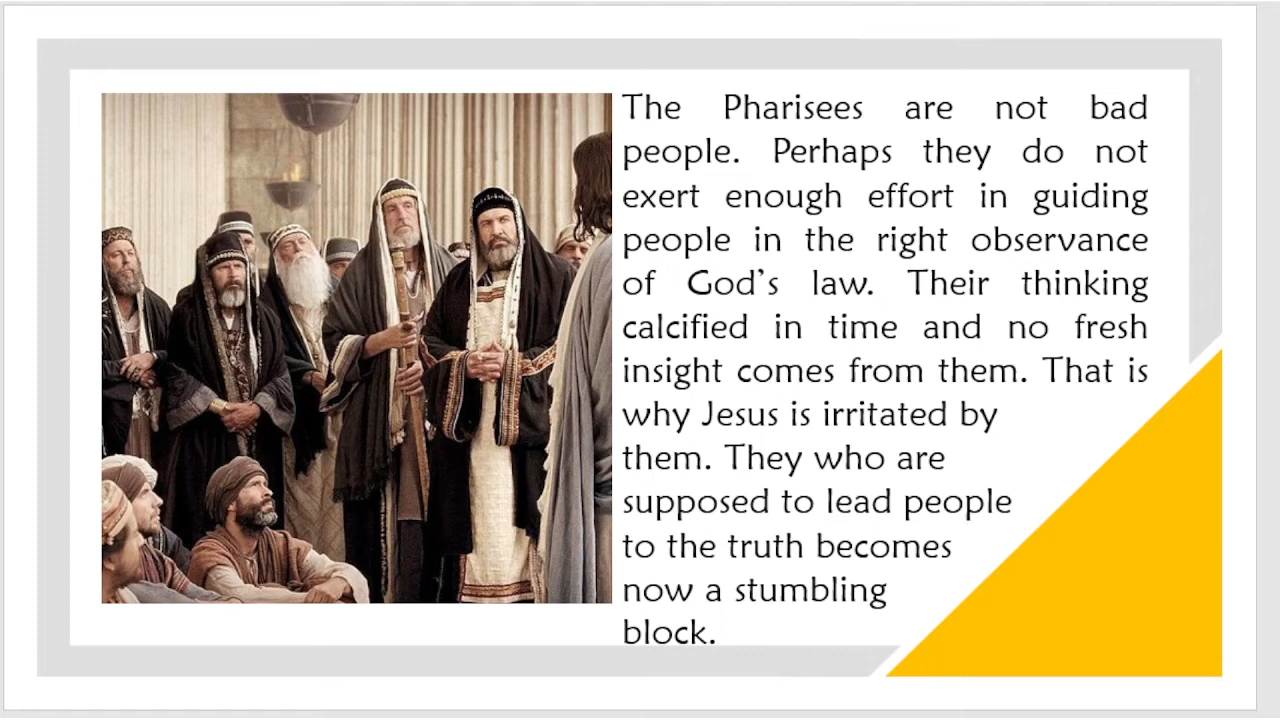 The Pharisees are not bad
people. Perhaps they do not
exert enough effort in guiding
people in the right observance
of God’s law. Their thinking
calcified in time and no fresh
insight comes from them. That is
why Jesus is irritated by
them. They who are
supposed to lead people
to the truth becomes
now a stumbling
block.